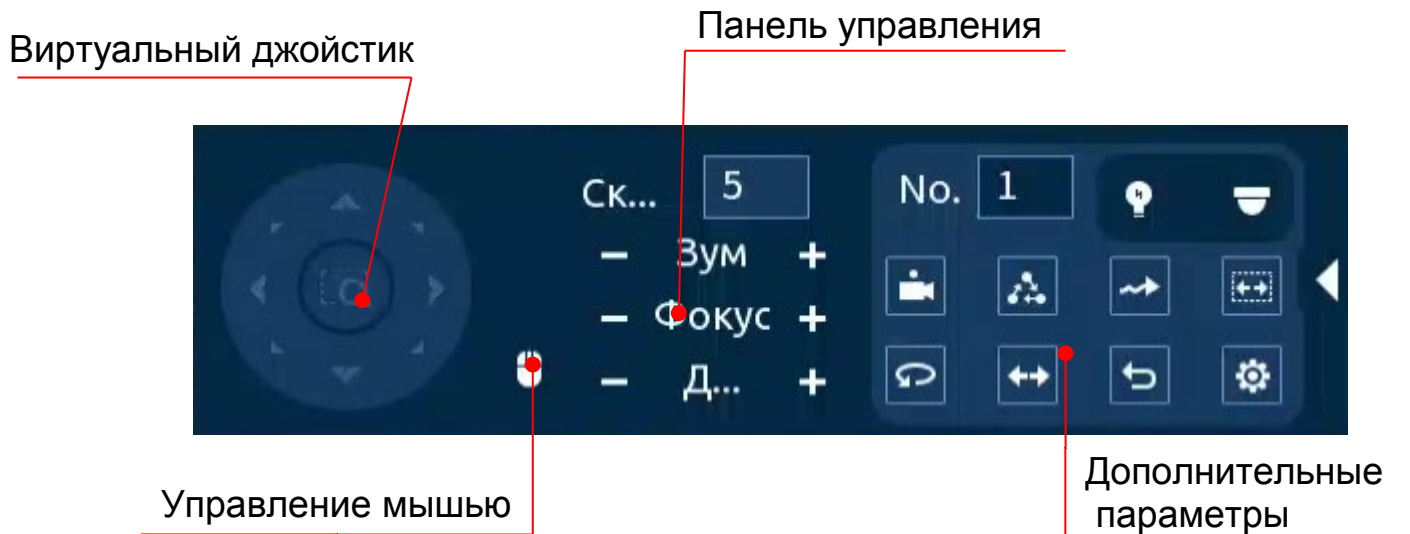 Панель управления
Виртуальный джойстик
Ск... 5
No. 1
Зум
Фокус
Д...
Управление мышью
Дополнительные
параметры